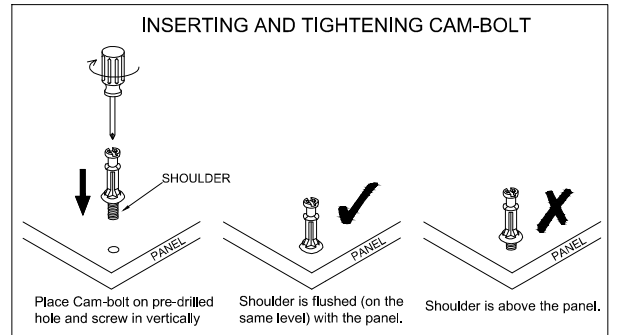 INSERTING AND TIGHTENING CAM-BOLT
SHOULDER
PANEL
Place Cam-bolt on pre-drilled
hole and screw in vertically
PANEL
Shoulder is flushed (on the
same level) with the panel.
PANEL
Shoulder is above the panel.